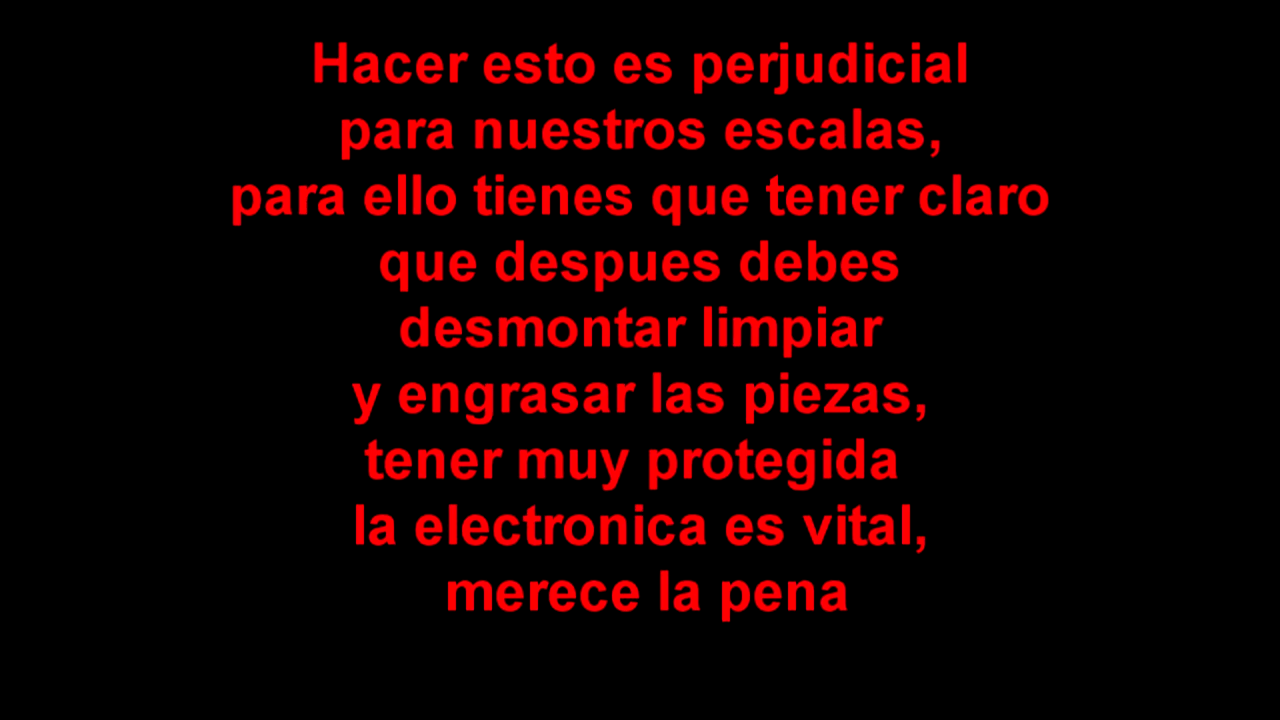 Hacer esto es perjudicial
para nuestros escalas,
para ello tienes que tener claro
que despues debes
desmontar limpiar
y engrasar las piezas,
tener muy protegida
la electronica es vital,
merece la pena